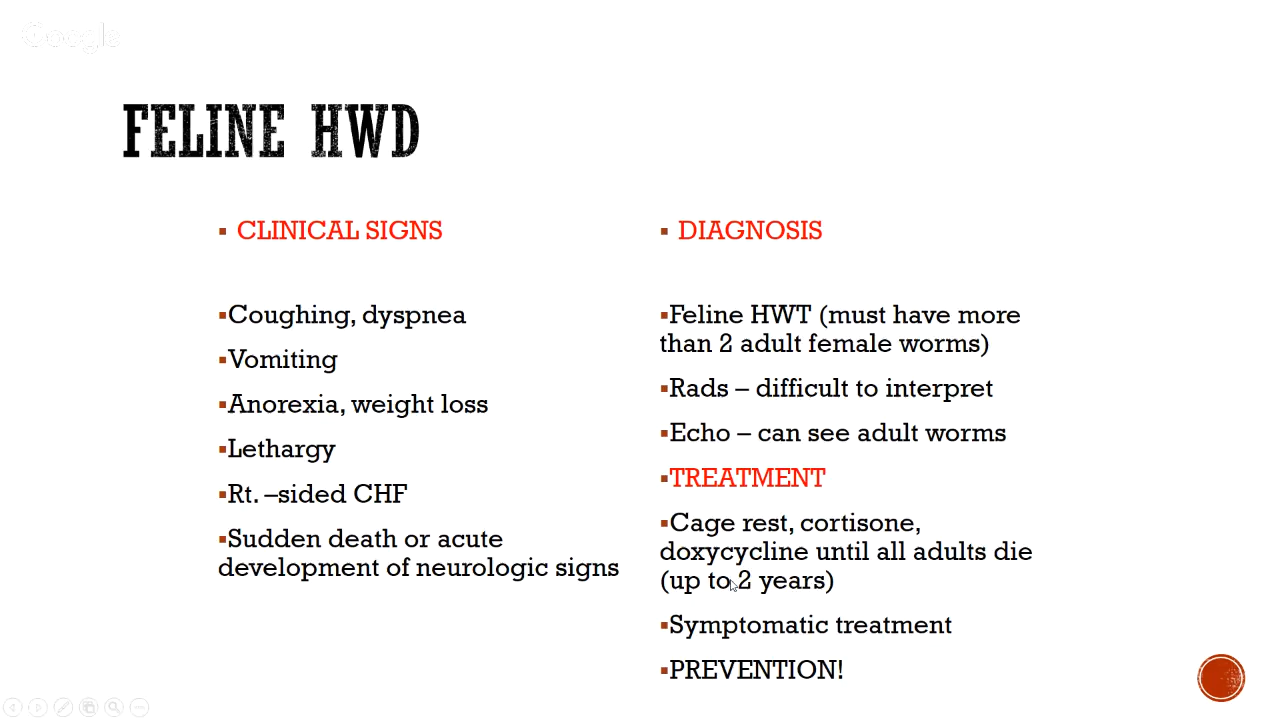 Google
FELINE HWD
▪ CLINICAL SIGNS
▪Coughing, dyspnea
▪Vomiting
▪Anorexia, weight loss
▪Lethargy
▪Rt. –sided CHF
▪Sudden death or acute
development of neurologic signs
▪ DIAGNOSIS
▪Feline HWT (must have more
than 2 adult female worms)
▪Rads – difficult to interpret
▪Echo – can see adult worms
▪TREATMENT
▪Cage rest, cortisone,
doxycycline until all adults die
(up to 2 years)
▪Symptomatic treatment
▪PREVENTION!